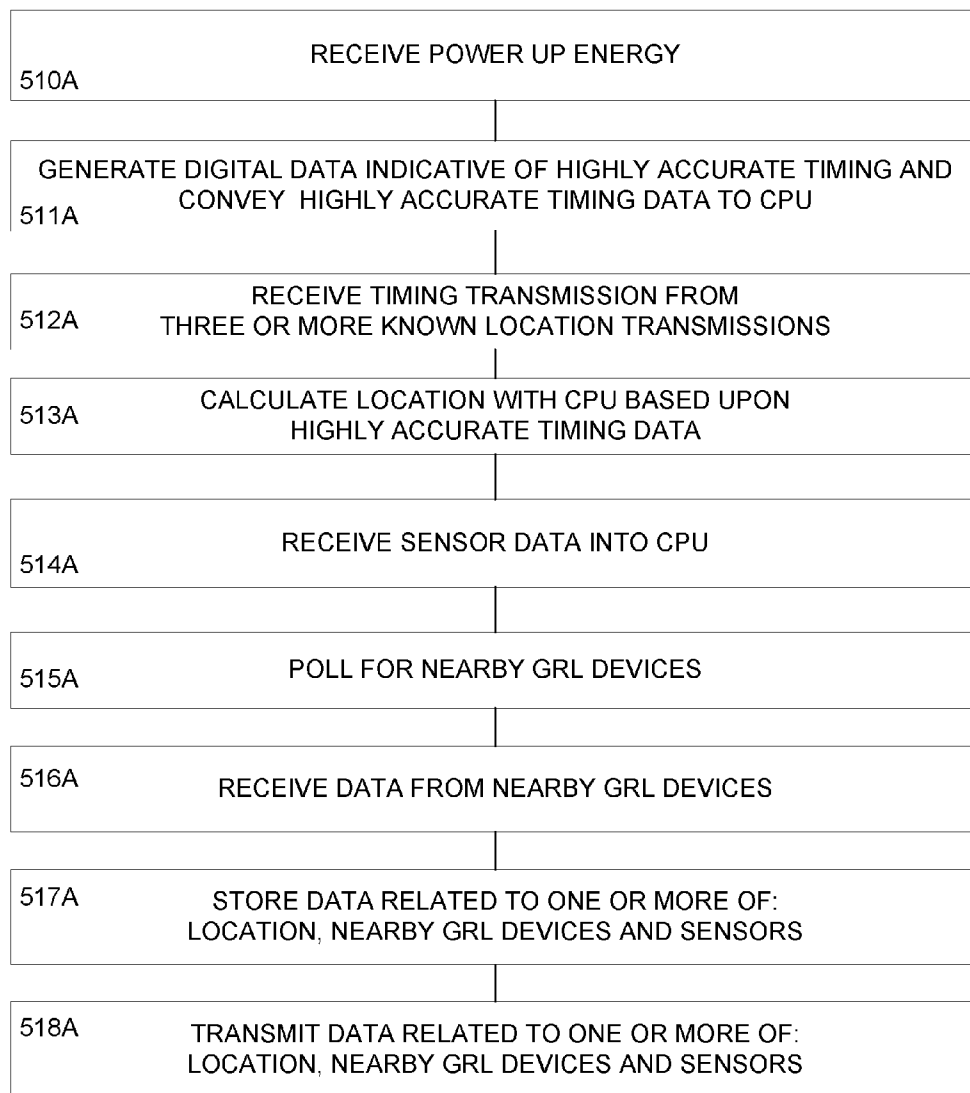 RECEIVE POWER UP ENERGY
510A
GENERATE DIGITAL DATA INDICATIVE OF HIGHLY ACCURATE TIMING AND
CONVEY HIGHLY ACCURATE TIMING DATA TO CPU
511A
RECEIVE TIMING TRANSMISSION FROM
512A
THREE OR MORE KNOWN LOCATION TRANSMISSIONS
CALCULATE LOCATION WITH CPU BASED UPON
513A
HIGHLY ACCURATE TIMING DATA
RECEIVE SENSOR DATA INTO CPU
514A
POLL FOR NEARBY GRL DEVICES
515A
516A
RECEIVE DATA FROM NEARBY GRL DEVICES
517A
STORE DATA RELATED TO ONE OR MORE OF:
LOCATION, NEARBY GRL DEVICES AND SENSORS
518A
TRANSMIT DATA RELATED TO ONE OR MORE OF:
LOCATION, NEARBY GRL DEVICES AND SENSORS